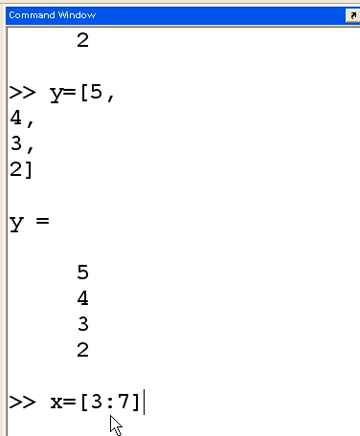 Command Window
2
>> y=[5,
4,
3,
2]
y =
5
4
3
2
>> x=[3:7]